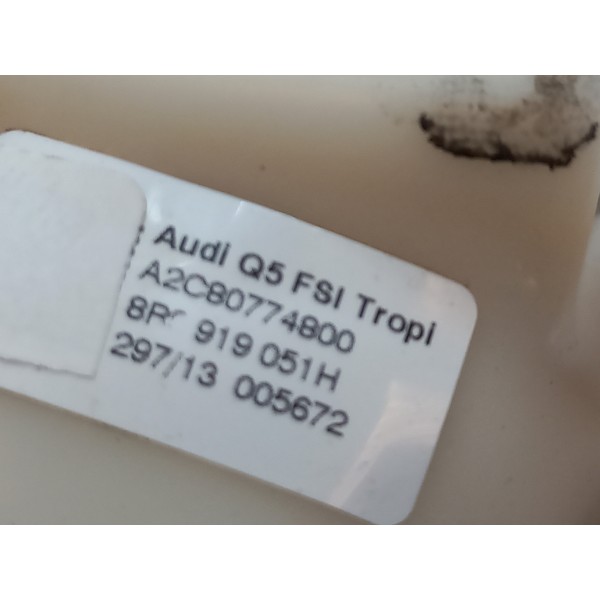 Audi Q5 FSI Tropi
A2C80774800
919 051H
297/13 005672